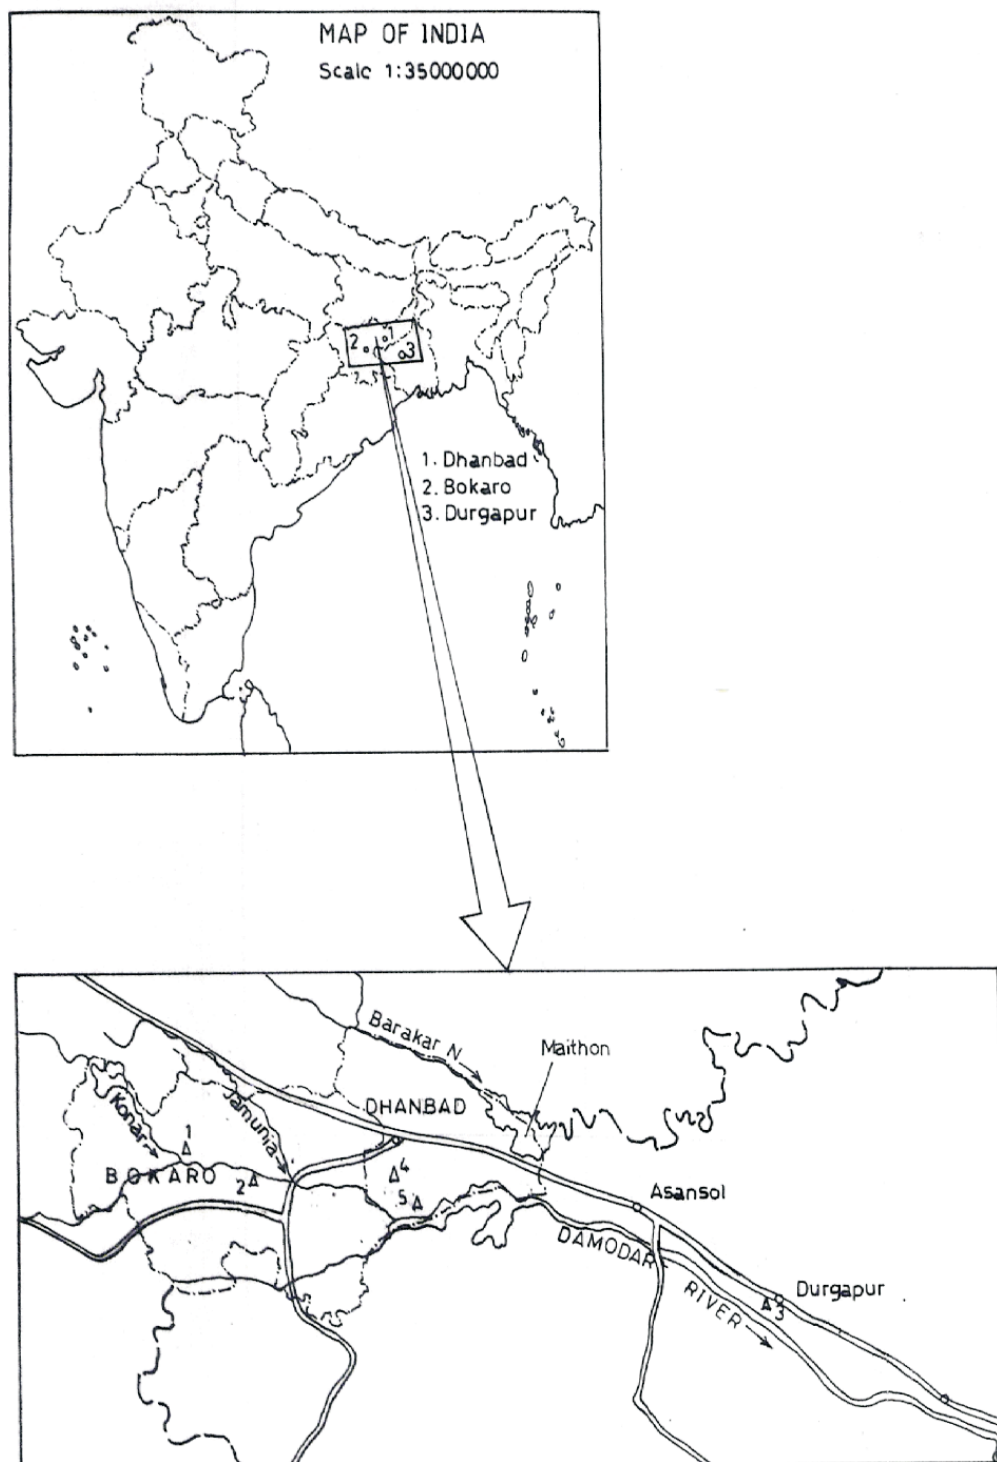 MAP OF INDIA
Scale 1:35000000
2
1
3
1. Dhanbad
2. Bokaro
3. Durgapur
Barakar N
Maithon
DHANBAD
Konar
Jamunia
1
BOKARO
2
4
5
Asansol
DAMODAR
RIVER
Durgapur
3